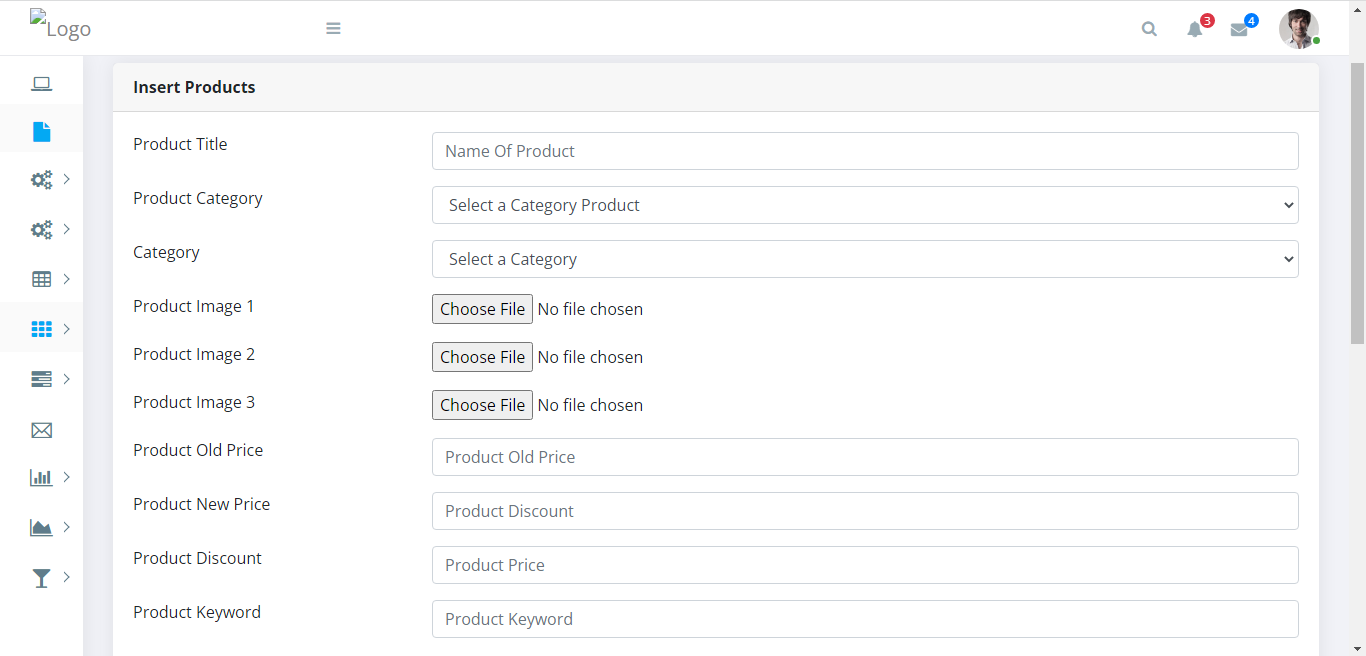 Logo
3
4
Insert Products
Product Title
Name Of Product
Product Category
Select a Category Product
Category
Select a Category
Product Image 1
Choose File No file chosen
Product Image 2
Choose File No file chosen
Product Image 3
Choose File No file chosen
Product Old Price
Product Old Price
Product New Price
Product Discount
Product Discount
Product Price
Product Keyword
Product Keyword